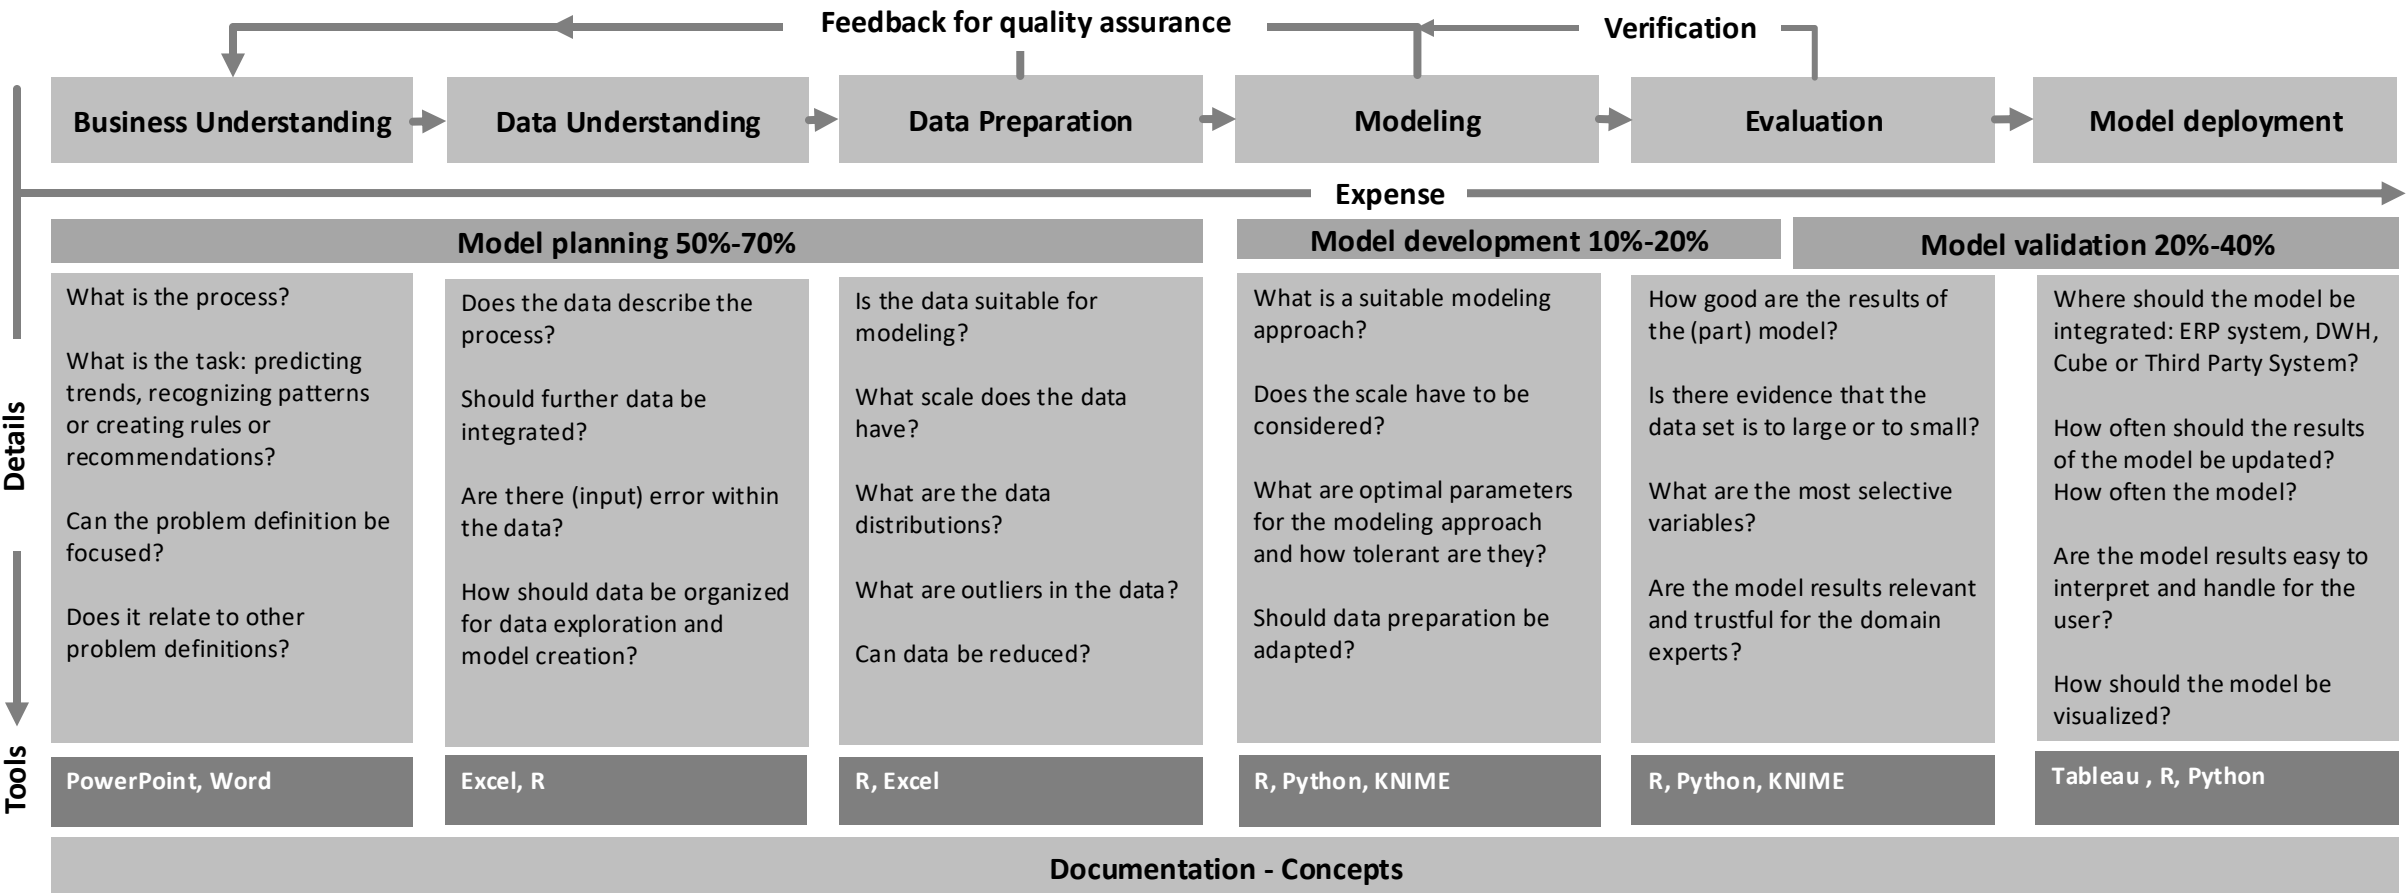 Feedback for quality assurance
Verification
Business Understanding
Data Understanding
Data Preparation
Modeling
Evaluation
Model deployment
Expense
Model planning 50%-70%
Model development 10%-20%
Model validation 20%-40%
Details
What is the process?
What is the task: predicting
trends, recognizing patterns
or creating rules or
recommendations?
Can the problem definition be
focused?
Does it relate to other
problem definitions?
Does the data describe the
process?
Should further data be
integrated?
Are there (input) error within
the data?
How should data be organized
for data exploration and
model creation?
Is the data suitable for
modeling?
What scale does the data
have?
What are the data
distributions?
What are outliers in the data?
Can data be reduced?
What is a suitable modeling
approach?
Does the scale have to be
considered?
What are optimal parameters
for the modeling approach
and how tolerant are they?
Should data preparation be
adapted?
How good are the results of
the (part) model?
Is there evidence that the
data set is to large or to small?
What are the most selective
variables?
Are the model results relevant
and trustful for the domain
experts?
Where should the model be
integrated: ERP system, DWH,
Cube or Third Party System?
How often should the results
of the model be updated?
How often the model?
Are the model results easy to
interpret and handle for the
user?
How should the model be
visualized?
Tools
PowerPoint, Word
Excel, R
R, Excel
R, Python, KNIME
R, Python, KNIME
Tableau , R, Python
Documentation - Concepts